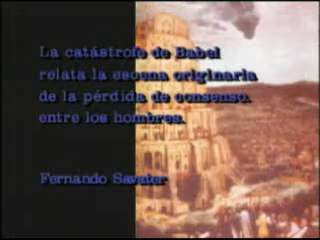 La catástrofe de Babel
relata la escena originaria
de la pérdida de consenso.
entre los hombres.
Fernando Savater.